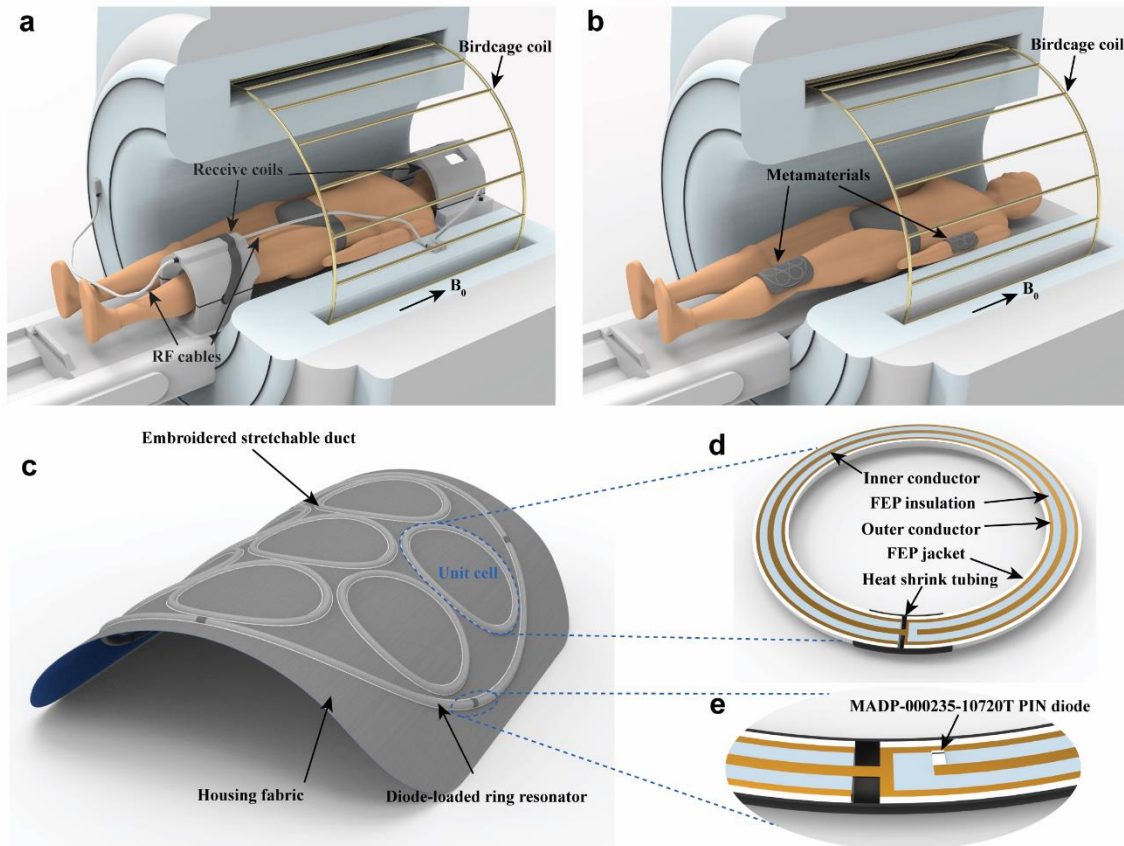 a
Birdcage coil
Receive coils
B₀
RF cables
b
Birdcage coil
Metamaterials
B₀
c
Embroidered stretchable duct
Unit cell
Housing fabric
Diode-loaded ring resonator
d
Inner conductor
FEP insulation
Outer conductor
FEP jacket
Heat shrink tubing
e
MADP-000235-10720T PIN diode